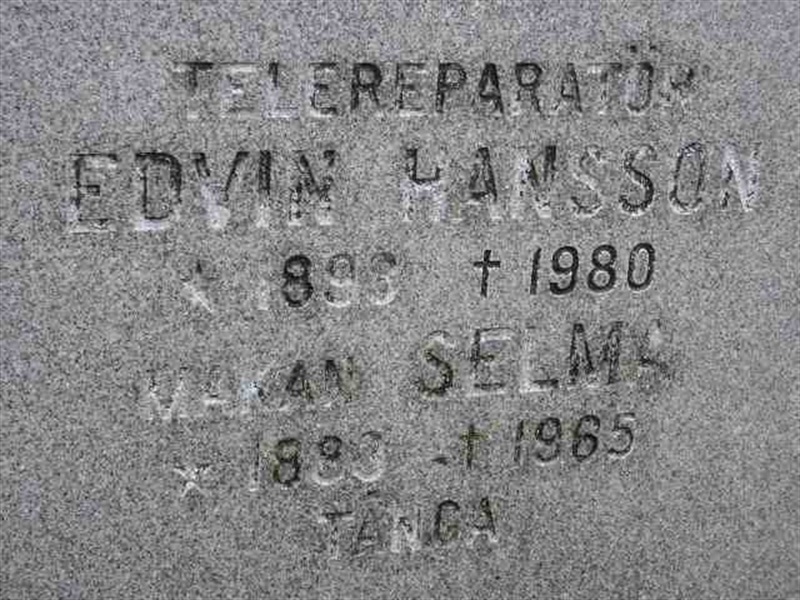 TELEREPARATÖR
EDVIN HANSSON
* 1893 † 1980
MAKAN SELMA
* 1883 † 1965
TÅNGA